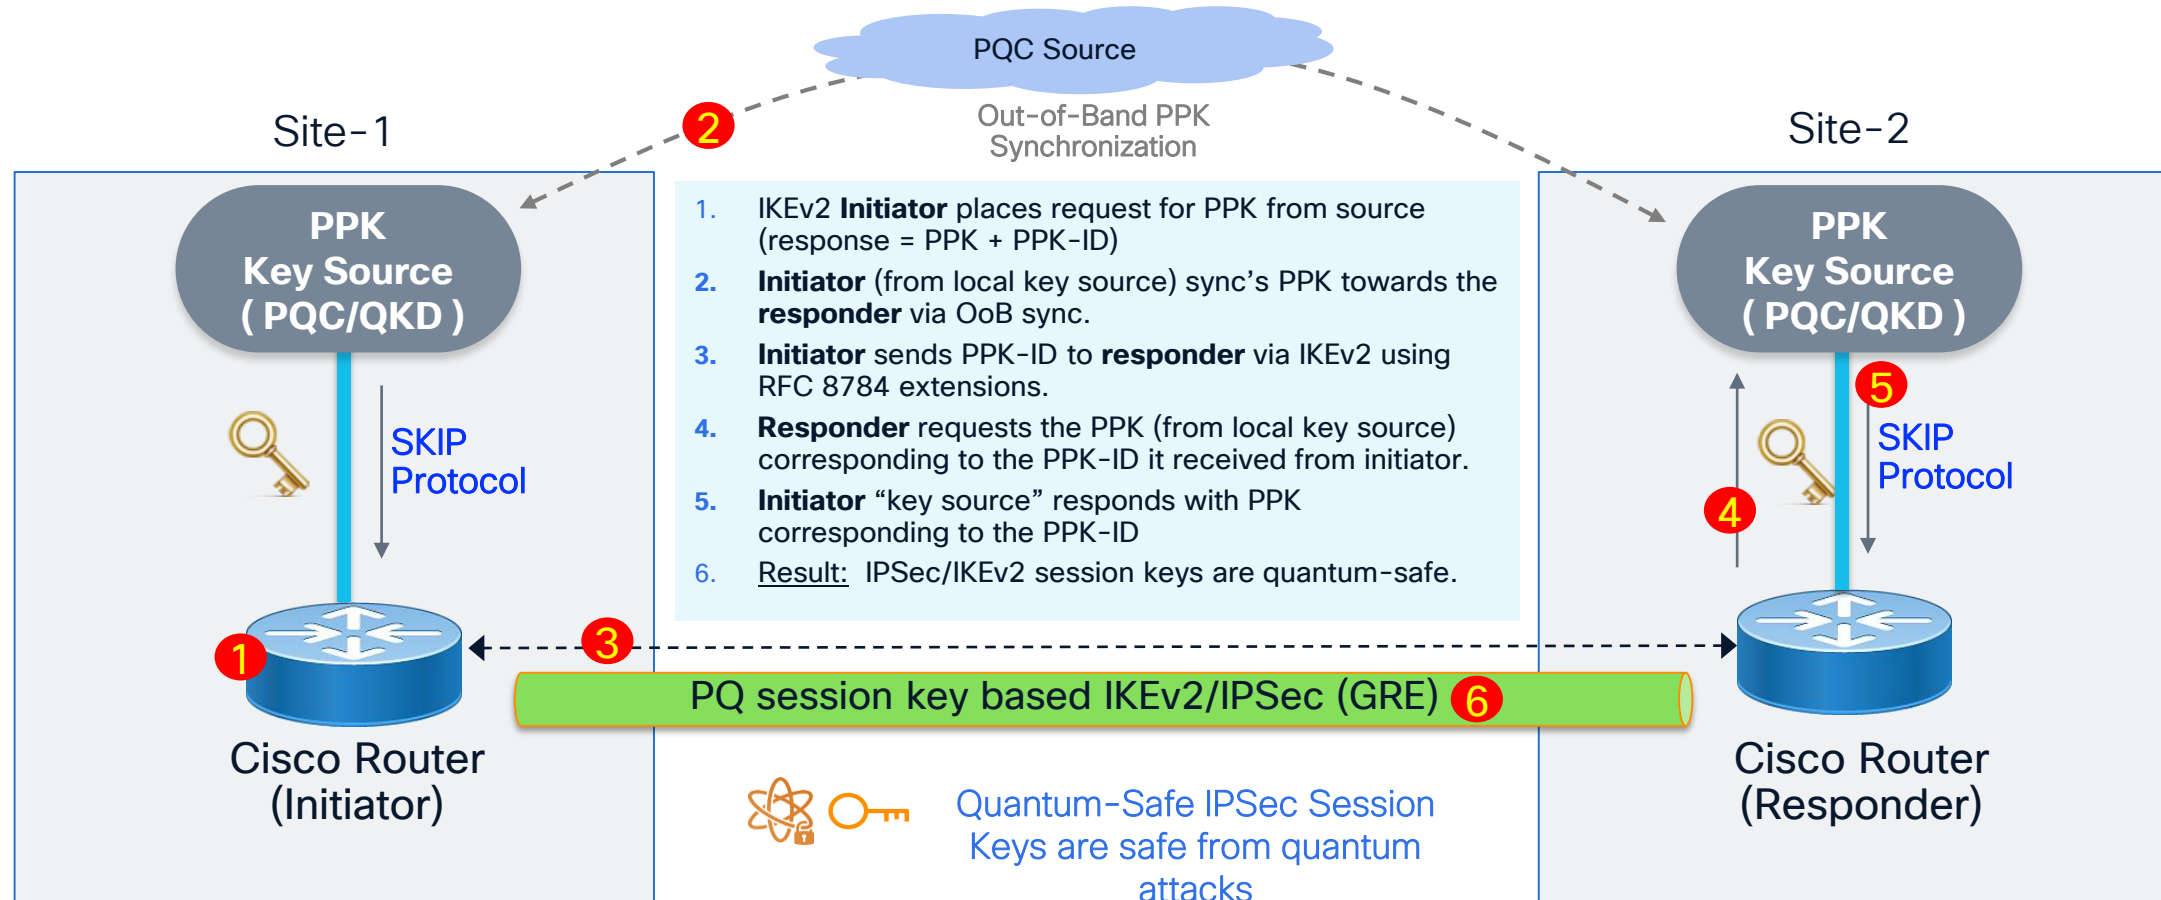 PQC Source
Out-of-Band PPK
Synchronization
2
Site-1
Site-2
PPK
Key Source
( PQC/QKD )
SKIP
Protocol
1. IKEv2 Initiator places request for PPK from source
(response = PPK + PPK-ID)
2. Initiator (from local key source) sync's PPK towards the
responder via OoB sync.
3. Initiator sends PPK-ID to responder via IKEv2 using
RFC 8784 extensions.
4. Responder requests the PPK (from local key source)
corresponding to the PPK-ID it received from initiator.
5. Initiator “key source” responds with PPK
corresponding to the PPK-ID
6. Result: IPSec/IKEv2 session keys are quantum-safe.
PPK
Key Source
( PQC/QKD )
5
SKIP
Protocol
4
1
3
PQ session key based IKEv2/IPSec (GRE) 6
Cisco Router
(Initiator)
Quantum-Safe IPSec Session
Keys are safe from quantum
attacks
Cisco Router
(Responder)